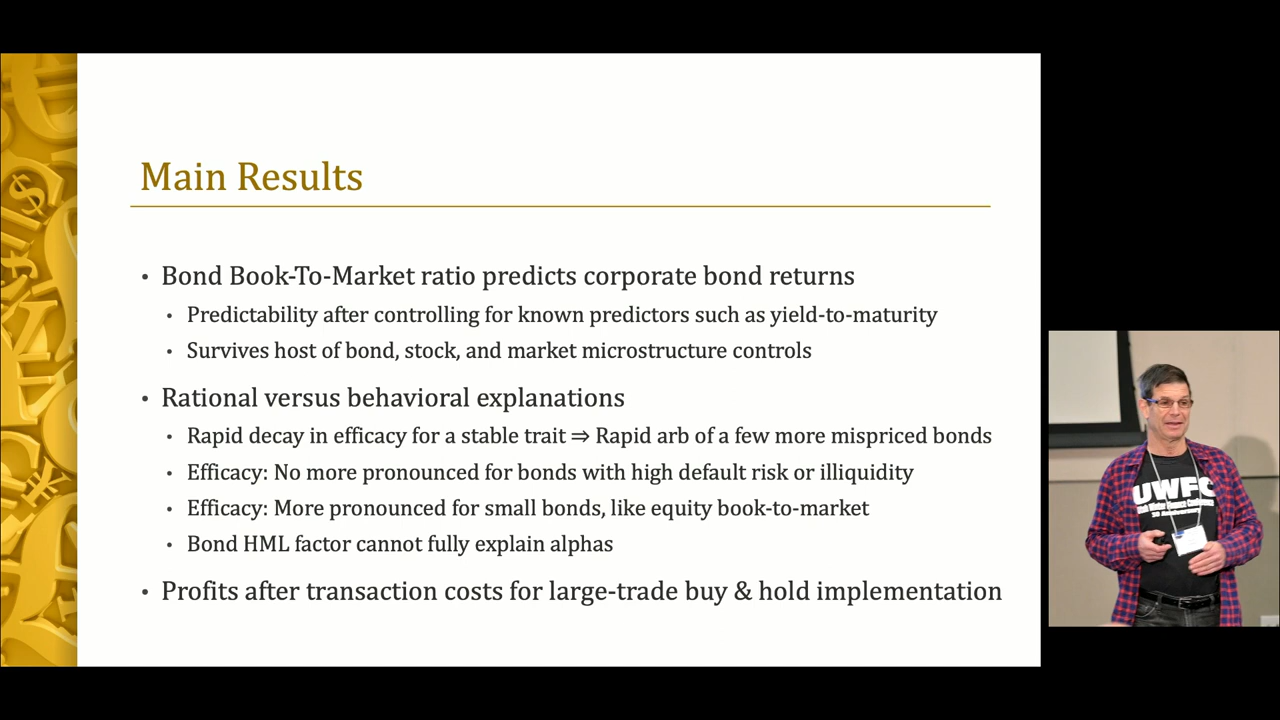 Main Results
• Bond Book-To-Market ratio predicts corporate bond returns
• Predictability after controlling for known predictors such as yield-to-maturity
• Survives host of bond, stock, and market microstructure controls
• Rational versus behavioral explanations
• Rapid decay in efficacy for a stable trait ⇒ Rapid arb of a few more mispriced bonds
• Efficacy: No more pronounced for bonds with high default risk or illiquidity
• Efficacy: More pronounced for small bonds, like equity book-to-market
• Bond HML factor cannot fully explain alphas
• Profits after transaction costs for large-trade buy & hold implementation
UWFC